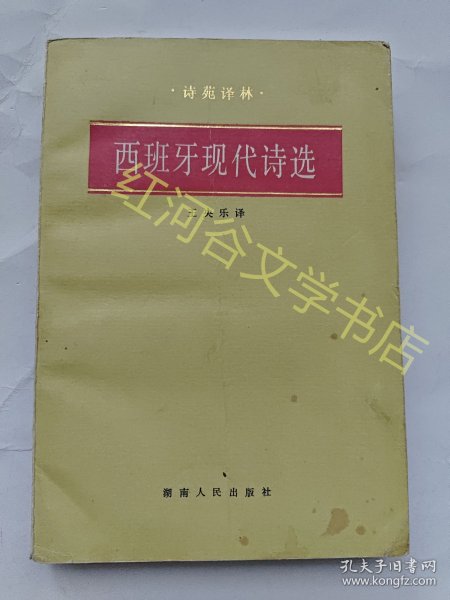 ·诗苑译林·
西班牙现代诗选
王央乐译
红河谷文学书店
湖南人民出版社
孔夫子旧书网
www.kongfz.com